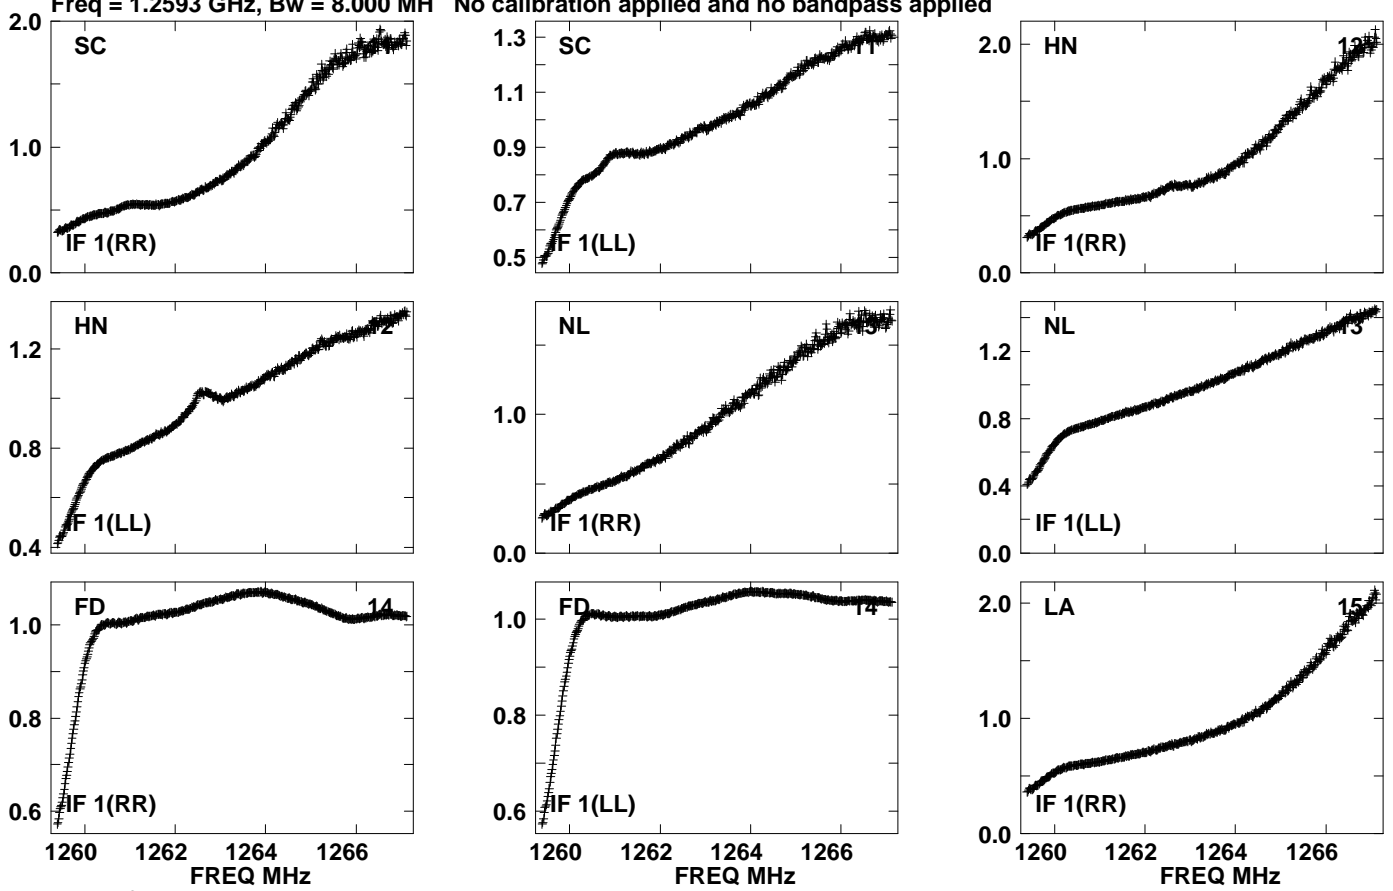 Freq = 1.2593 GHz, Bw = 8.000 MH No calibration applied and no bandpass applied
2.0
1.0
0.0
SC
IF 1(RR)
1.3
1.1
0.9
0.7
0.5
SC
11
IF 1(LL)
2.0
1.0
0.0
HN
12
IF 1(RR)
1.2
0.8
0.4
HN
12
IF 1(LL)
1.0
0.0
NL
13
IF 1(RR)
1.2
0.8
0.4
0.0
NL
13
IF 1(LL)
1.0
0.8
0.6
FD
14
IF 1(RR)
1260 1262 1264 1266
FREQ MHz
1.0
0.8
0.6
FD
14
IF 1(LL)
1260 1262 1264 1266
FREQ MHz
2.0
1.0
0.0
LA
15
IF 1(RR)
1260 1262 1264 1266
FREQ MHz